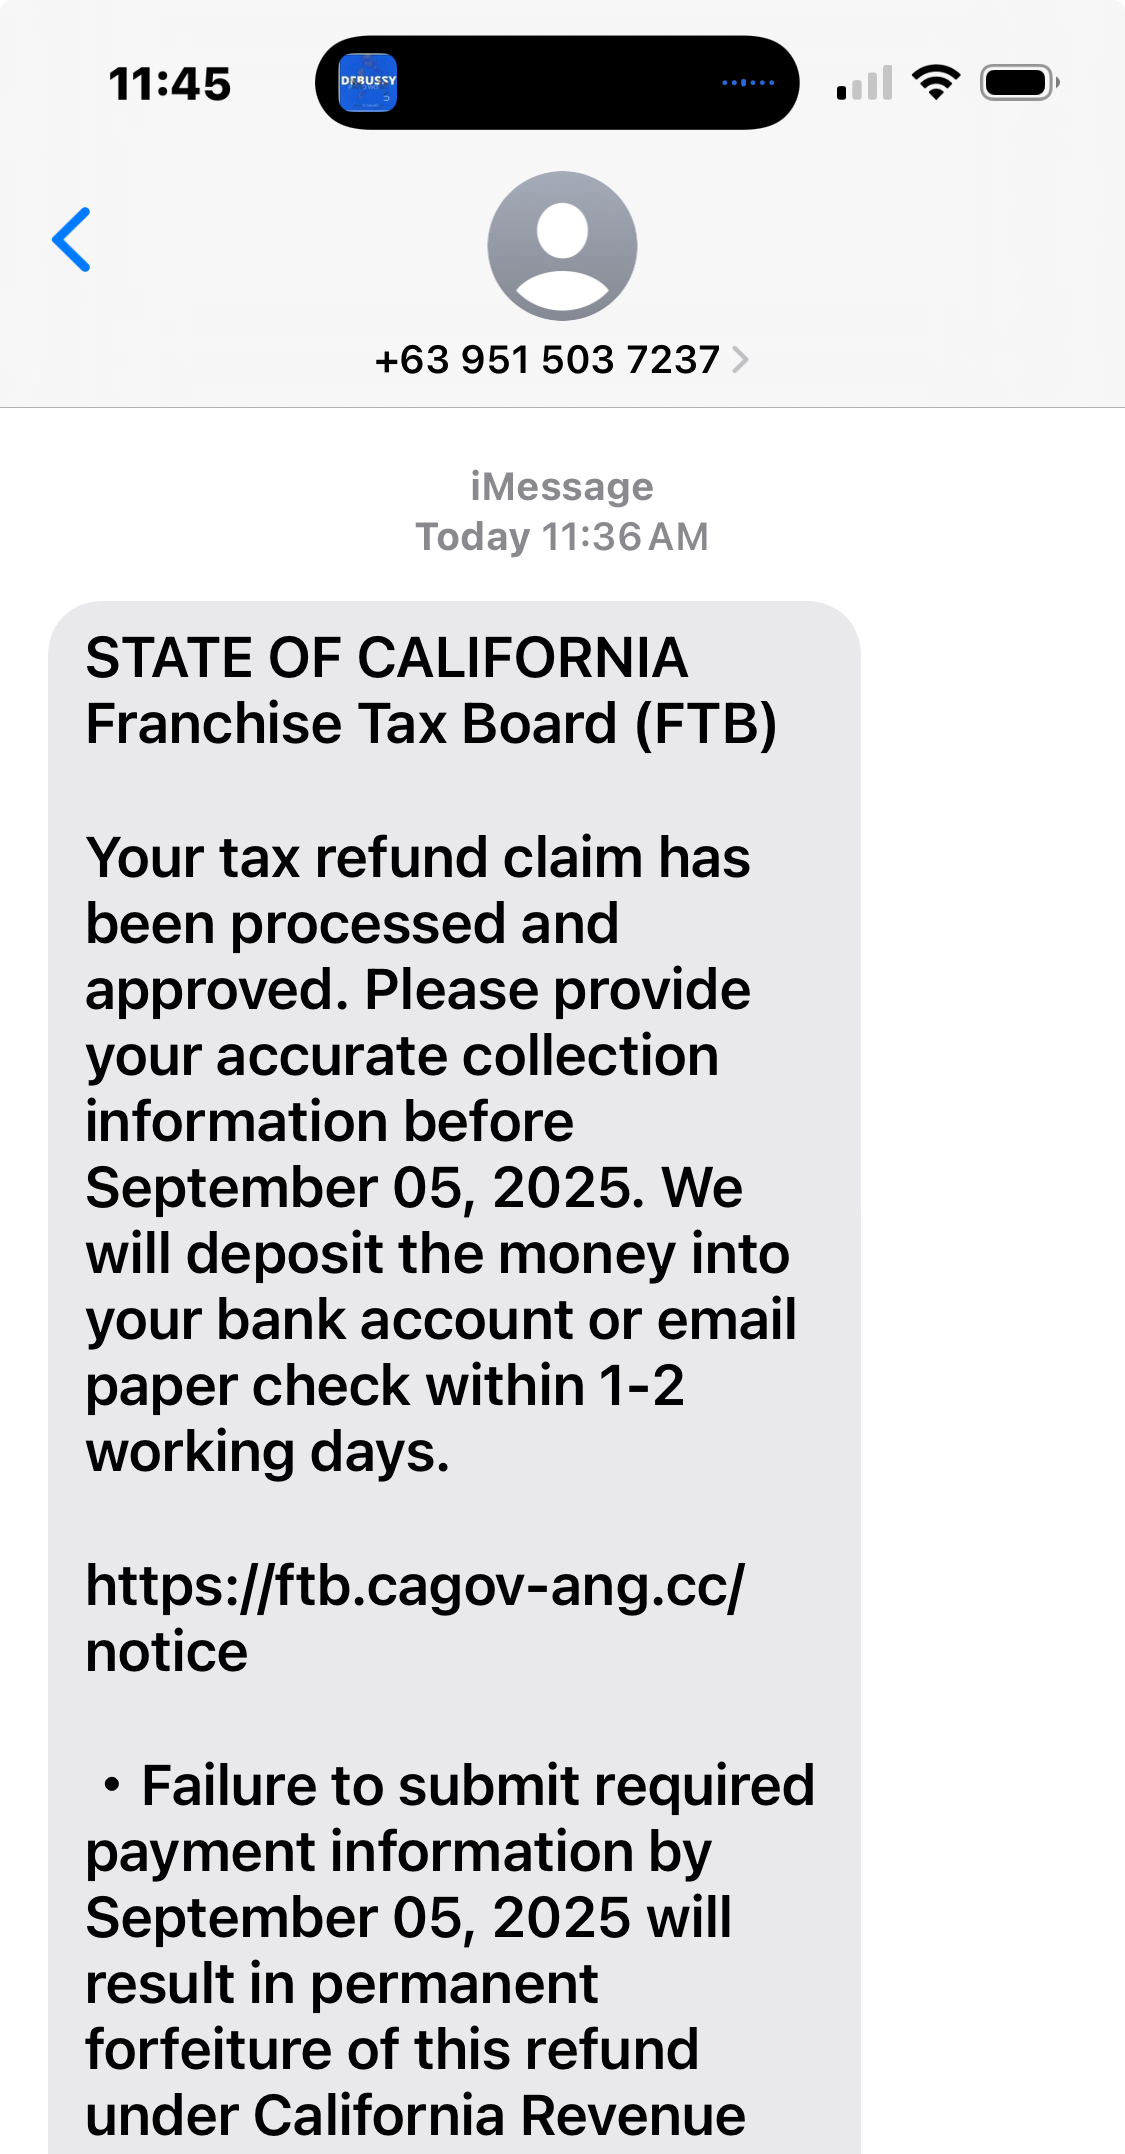 11:45
DEBUSSY
+63 951 503 7237
iMessage
Today 11:36 AM
STATE OF CALIFORNIA
Franchise Tax Board (FTB)
Your tax refund claim has
been processed and
approved. Please provide
your accurate collection
information before
September 05, 2025. We
will deposit the money into
your bank account or email
paper check within 1-2
working days.
https://ftb.cagov-ang.cc/
notice
• Failure to submit required
payment information by
September 05, 2025 will
result in permanent
forfeiture of this refund
under California Revenue